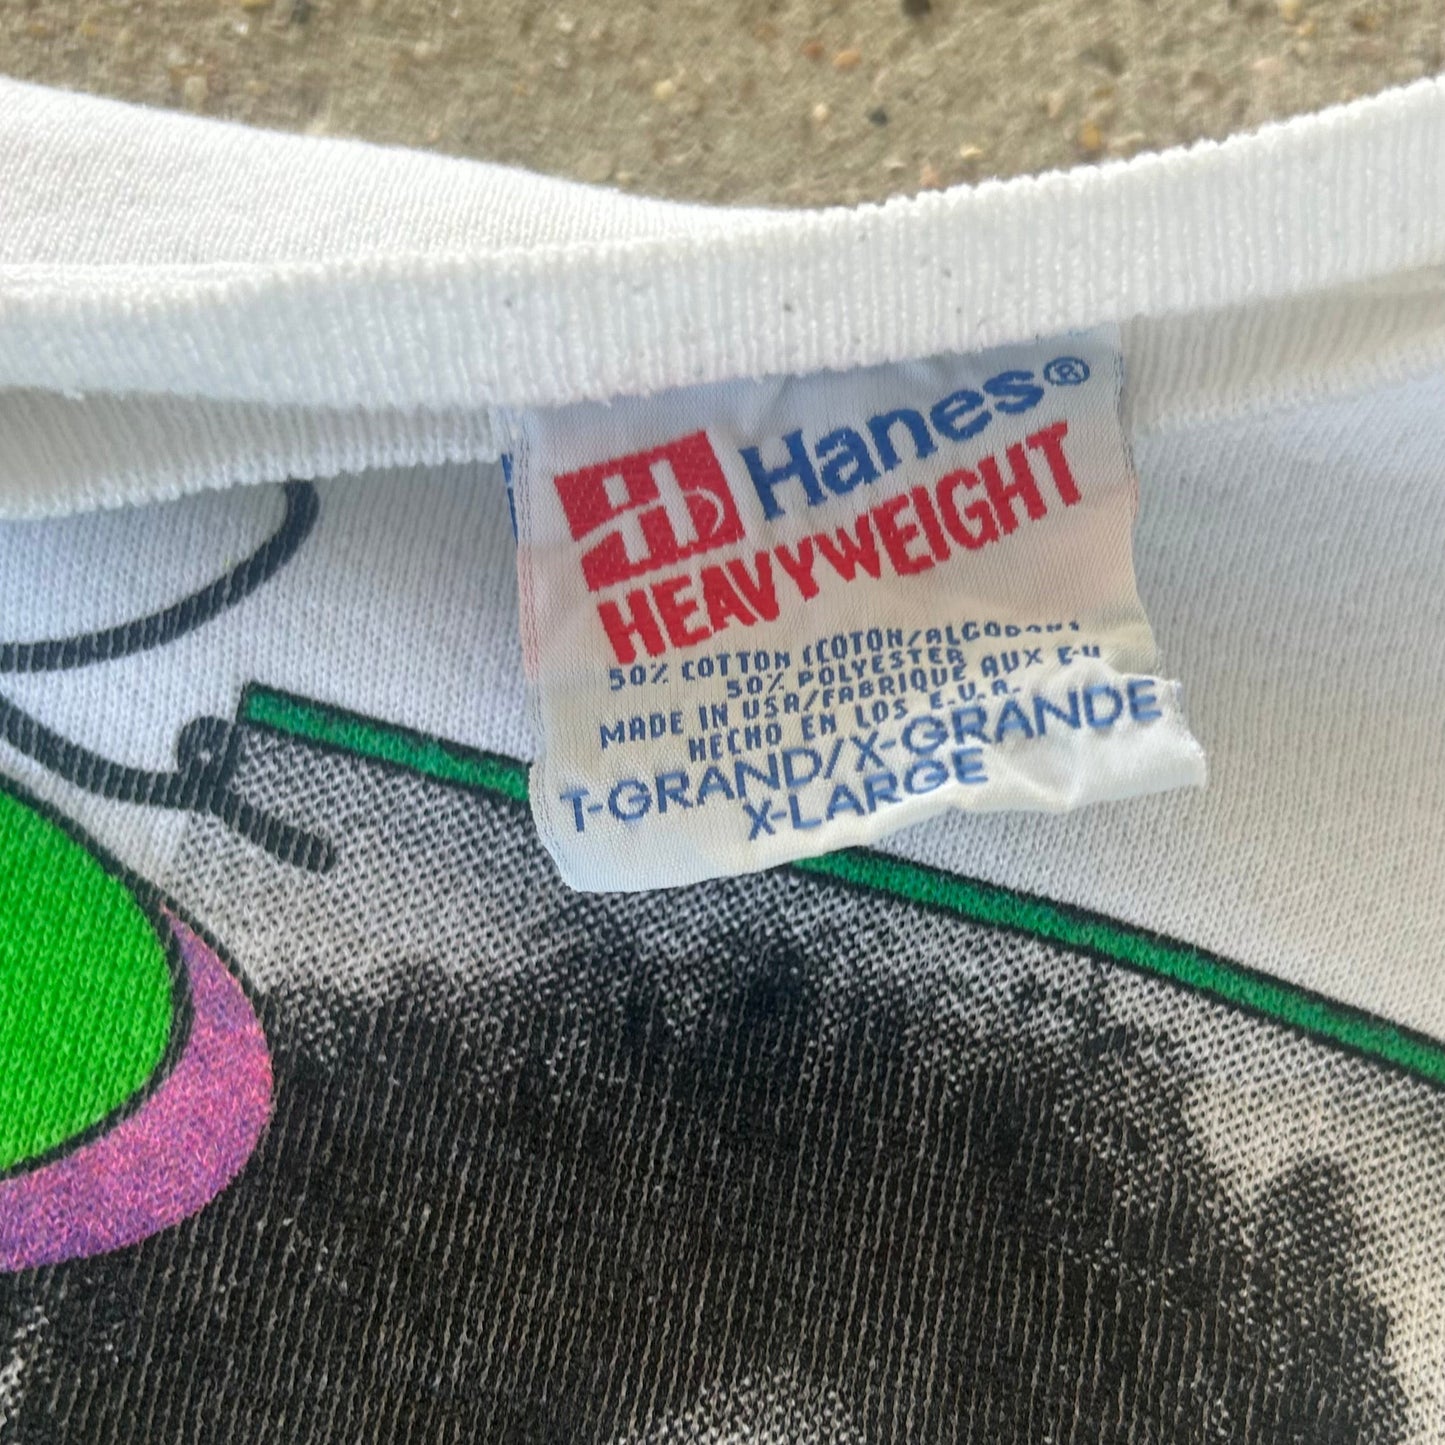 Hanes®
HEAVYWEIGHT
50% COTTON (COTON/ALGODON)
50% POLYESTER
MADE IN USA/FABRIQUE AUX E-U
HECHO EN LOS E.U.A.
T-GRAND/X-GRANDE
X-LARGE